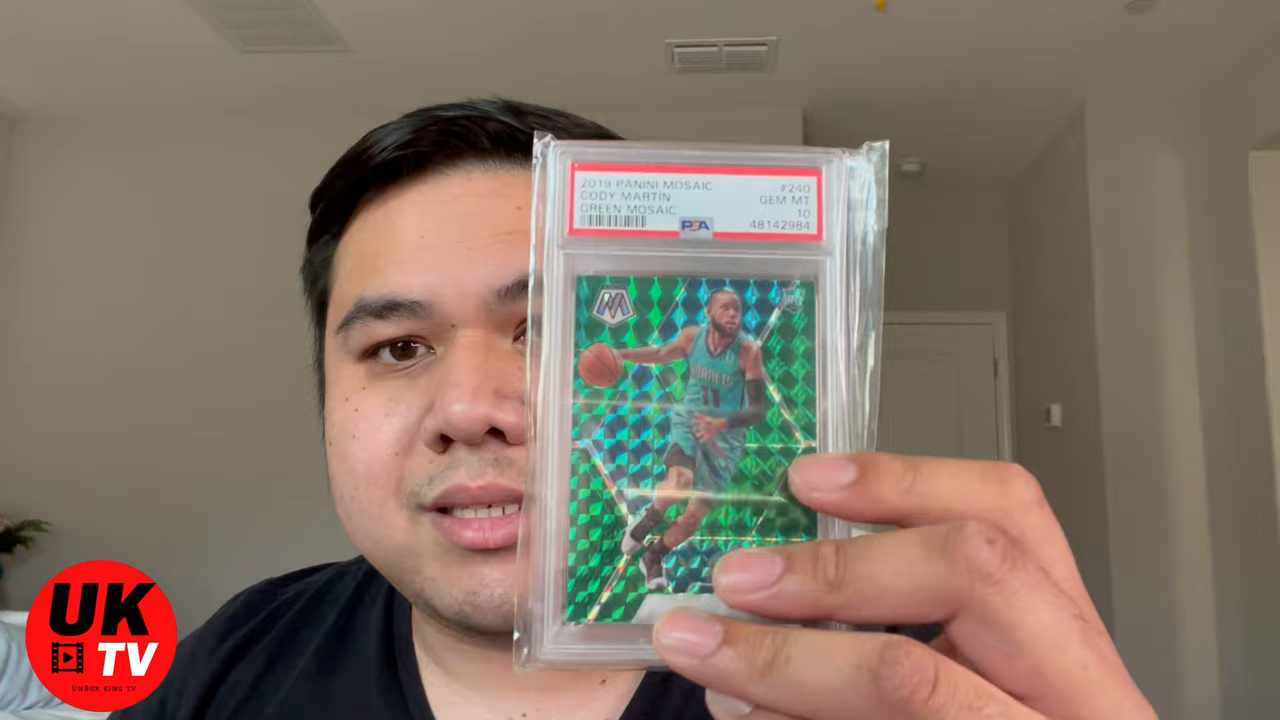 2019 PANINI MOSAIC #240
CODY MARTIN GEM MT
GREEN MOSAIC 10
PSA 48142984
M
RC
HORNETS
11
UK
TV
UNBOX KING TV